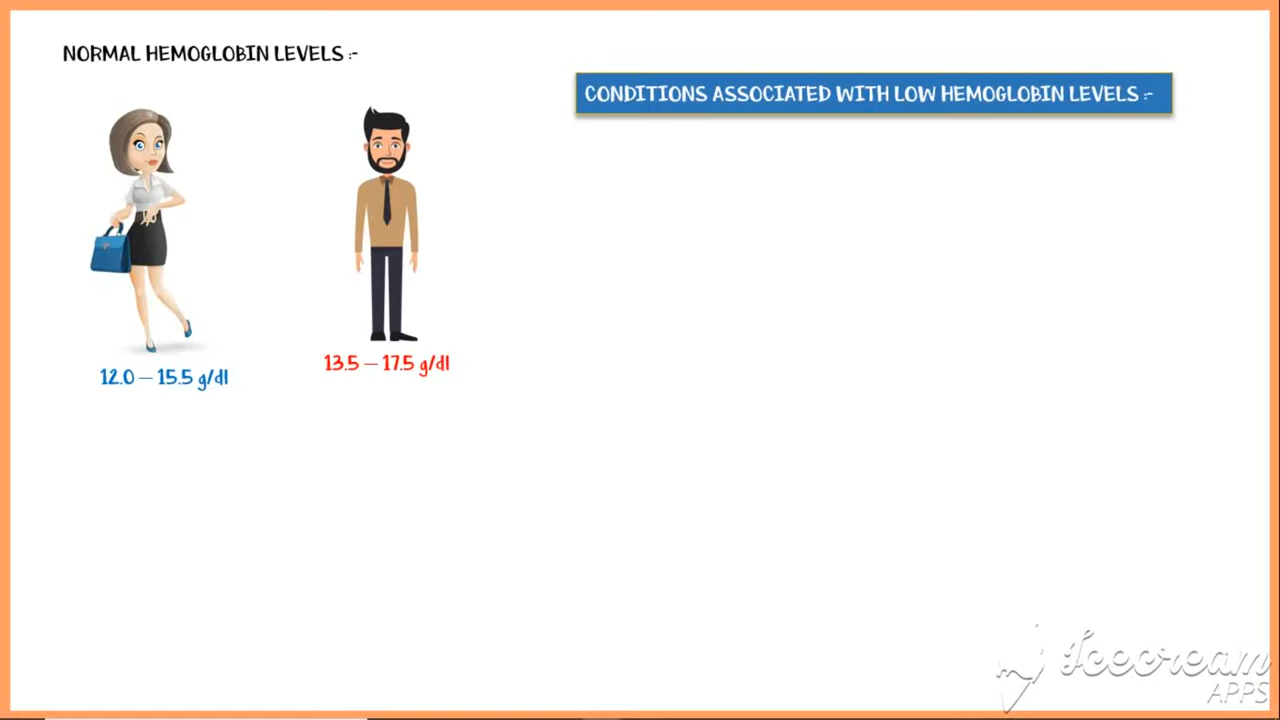 NORMAL HEMOGLOBIN LEVELS :-
CONDITIONS ASSOCIATED WITH LOW HEMOGLOBIN LEVELS :-
12.0 – 15.5 g/dl
13.5 – 17.5 g/dl
Icecream
APPS